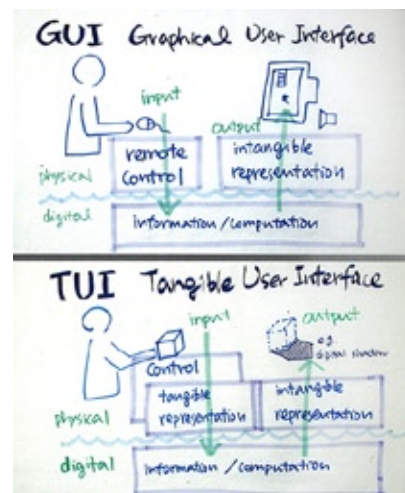 GUI Graphical User Interface
input
output
remote
control
intangible
representation
physical
digital
information / computation
TUI Tangible User Interface
input
output
e.g.
digital shadow
control
tangible
representation
intangible
representation
physical
digital
information / computation